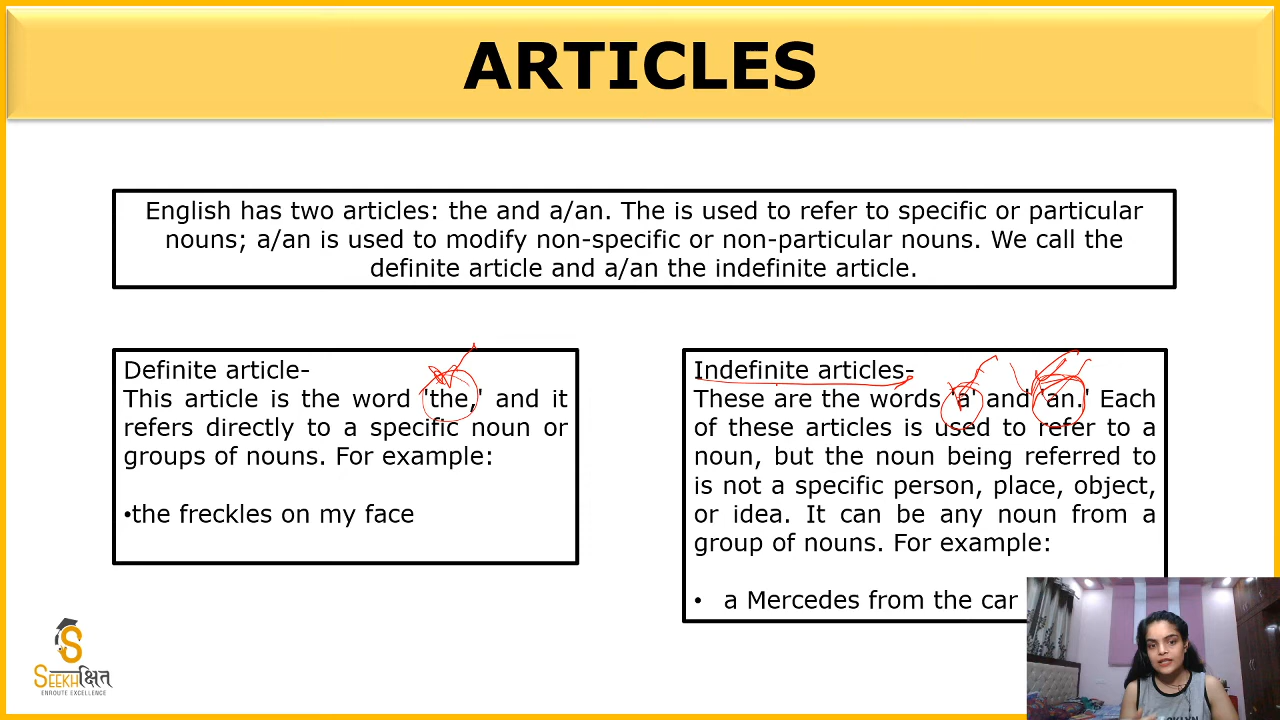 ARTICLES
English has two articles: the and a/an. The is used to refer to specific or particular
nouns; a/an is used to modify non-specific or non-particular nouns. We call the
definite article and a/an the indefinite article.
Definite article-
This article is the word 'the,' and it
refers directly to a specific noun or
groups of nouns. For example:
•the freckles on my face
Indefinite articles-
These are the words 'a' and 'an.' Each
of these articles is used to refer to a
noun, but the noun being referred to
is not a specific person, place, object,
or idea. It can be any noun from a
group of nouns. For example:
• a Mercedes from the car
SEEKHक्षित
ENROUTE EXCELLENCE